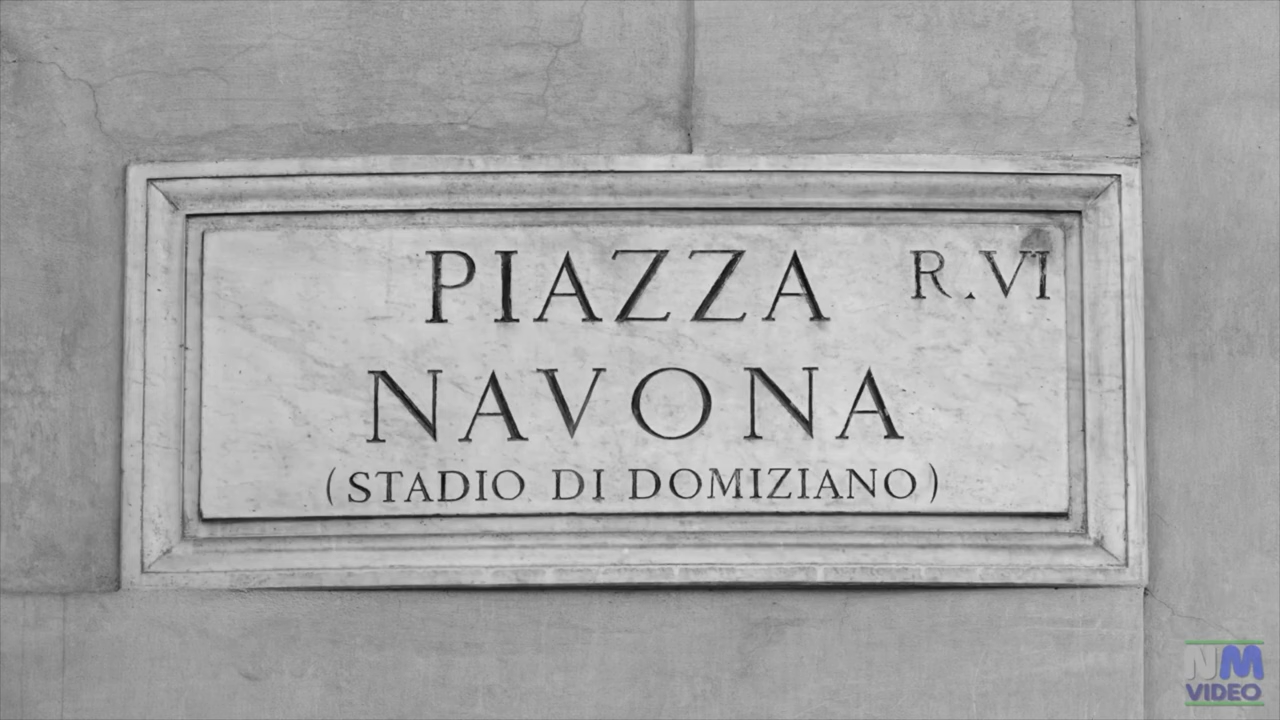 PIAZZA R.VI
NAVONA
(STADIO DI DOMIZIANO)
NM
VIDEO